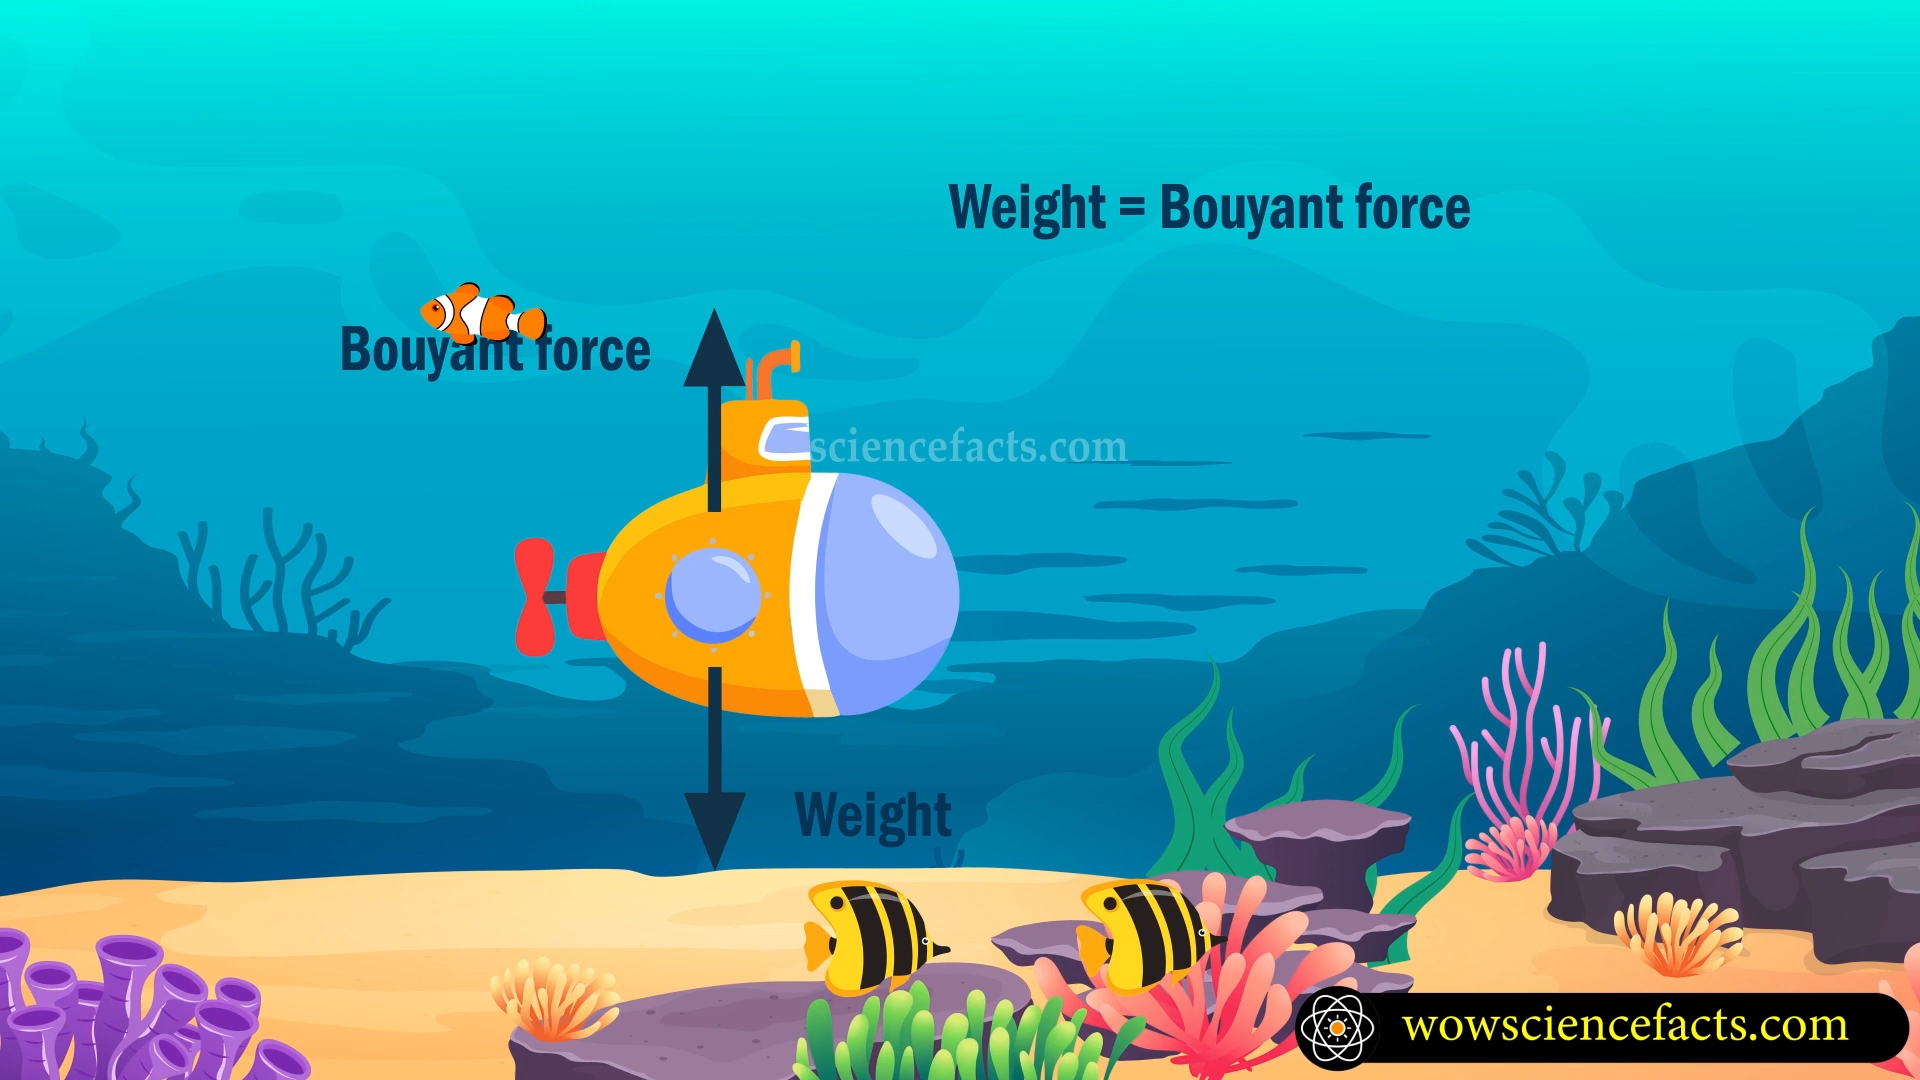 Weight = Bouyant force
Bouyant force
sciencefacts.com
Weight
wowsciencefacts.com